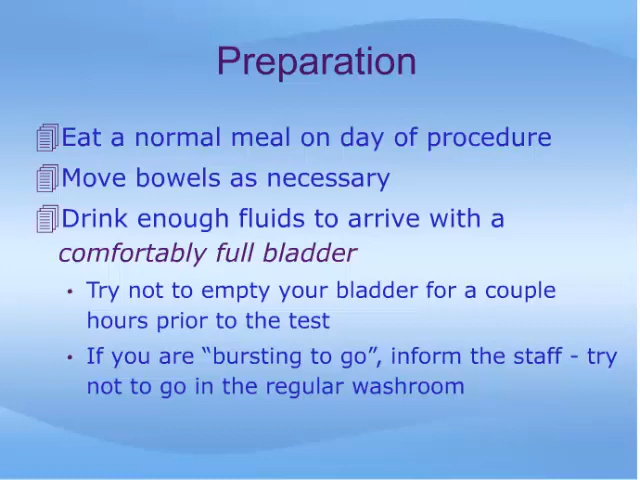 Preparation
Eat a normal meal on day of procedure
Move bowels as necessary
Drink enough fluids to arrive with a
comfortably full bladder
• Try not to empty your bladder for a couple
hours prior to the test
• If you are “bursting to go”, inform the staff - try
not to go in the regular washroom